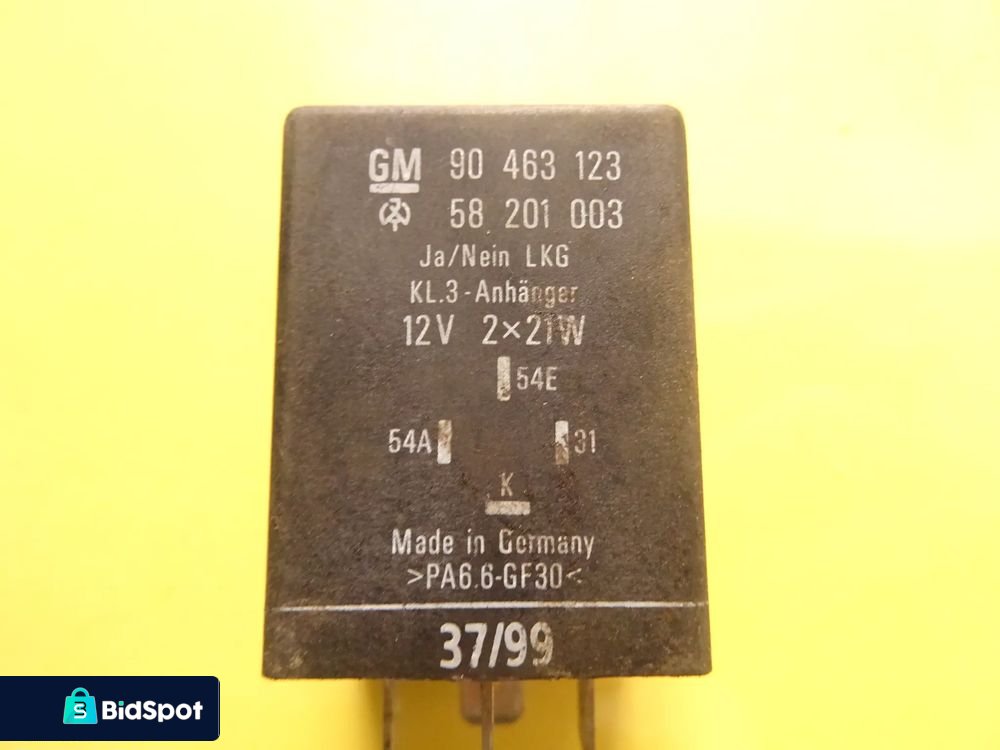 GM 90 463 123
58 201 003
Ja/Nein LKG
KL.3-Anhänger
12V 2×21W
54E
54A 31
K
Made in Germany
>PA6.6-GF30<
37/99
BidSpot